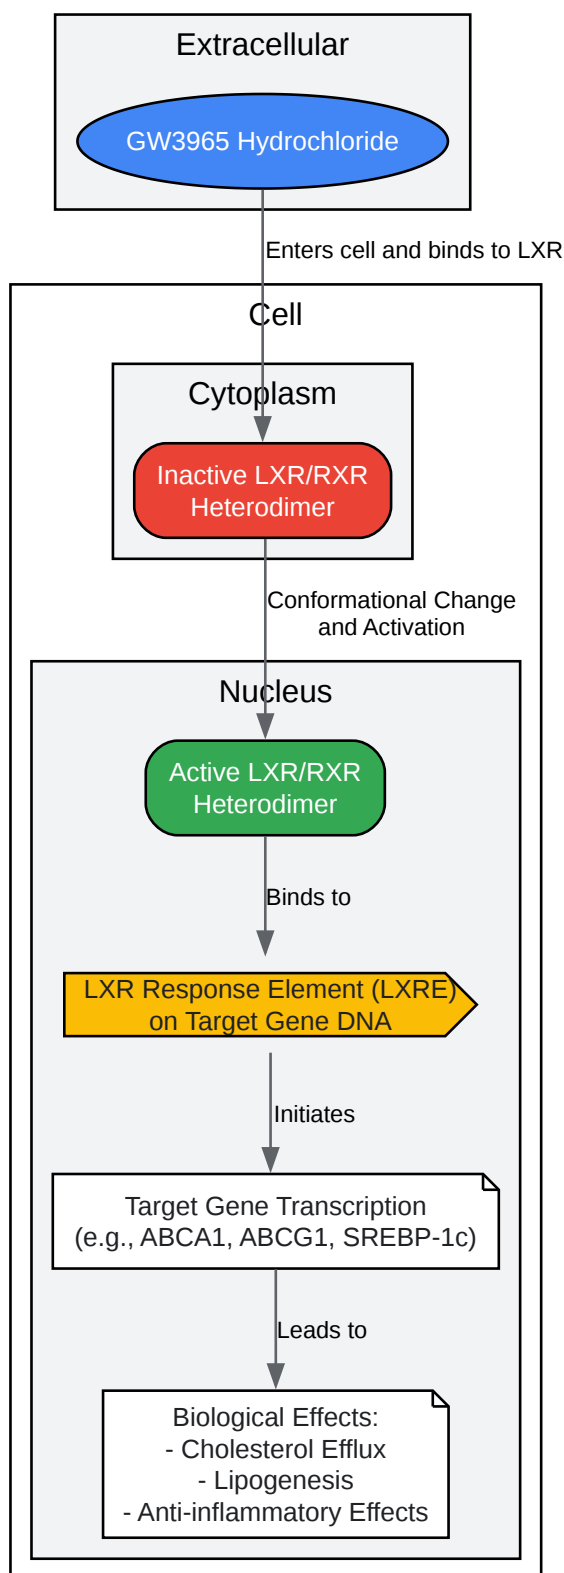 Extracellular
GW3965 Hydrochloride
Enters cell and binds to LXR
Cell
Cytoplasm
Inactive LXR/RXR
Heterodimer
Conformational Change
and Activation
Nucleus
Active LXR/RXR
Heterodimer
Binds to
LXR Response Element (LXRE)
on Target Gene DNA
Initiates
Target Gene Transcription
(e.g., ABCA1, ABCG1, SREBP-1c)
Leads to
Biological Effects:
- Cholesterol Efflux
- Lipogenesis
- Anti-inflammatory Effects